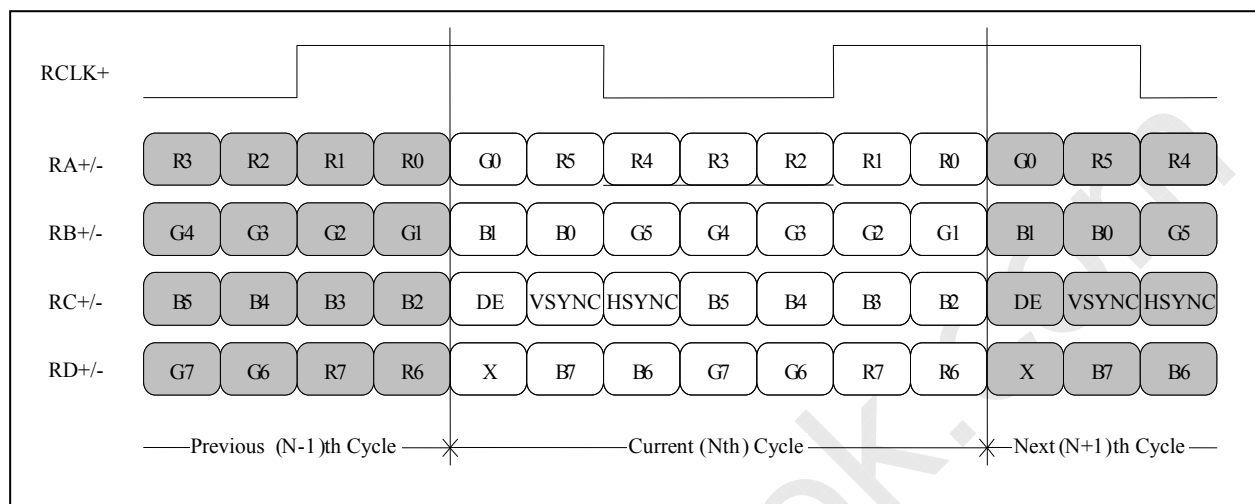 RCLK+
RA+/- R3 R2 R1 R0 G0 R5 R4 R3 R2 R1 R0 G0 R5 R4
RB+/- G4 G3 G2 G1 B1 B0 G5 G4 G3 G2 G1 B1 B0 G5
RC+/- B5 B4 B3 B2 DE VSYNC HSYNC B5 B4 B3 B2 DE VSYNC HSYNC
RD+/- G7 G6 R7 R6 X B7 B6 G7 G6 R7 R6 X B7 B6
Previous (N-1)th Cycle Current (Nth) Cycle Next (N+1)th Cycle